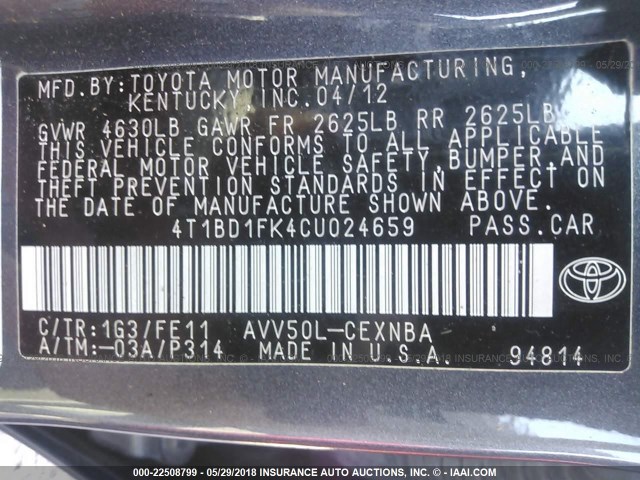 MFD.BY:TOYOTA MOTOR MANUFACTURING,
KENTUCKY, INC. 04/12
GVWR 4630LB GAWR FR 2625LB RR 2625LB
THIS VEHICLE CONFORMS TO ALL APPLICABLE
FEDERAL MOTOR VEHICLE SAFETY, BUMPER, AND
THEFT PREVENTION STANDARDS IN EFFECT ON
THE DATE OF MANUFACTURE SHOWN ABOVE.
4T1BD1FK4CU024659 PASS.CAR
C/TR:1G3/FE11 AVV50L-CEXNBA
A/TM:-03A/P314 MADE IN U.S.A. 94814
000-22508799 - 05/29/2018 INSURANCE AUTO AUCTIONS, INC. - © IAAI.COM